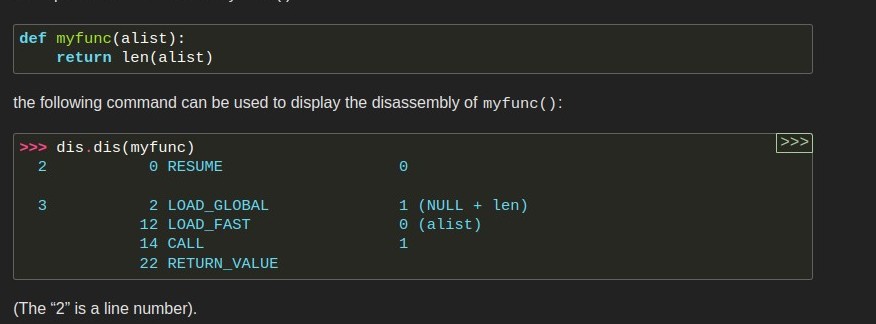 def myfunc(alist):
    return len(alist)
the following command can be used to display the disassembly of myfunc():
>>> dis.dis(myfunc)
>>>
  2           0 RESUME                   0
  3           2 LOAD_GLOBAL              1 (NULL + len)
             12 LOAD_FAST                0 (alist)
             14 CALL                     1
             22 RETURN_VALUE
(The “2” is a line number).